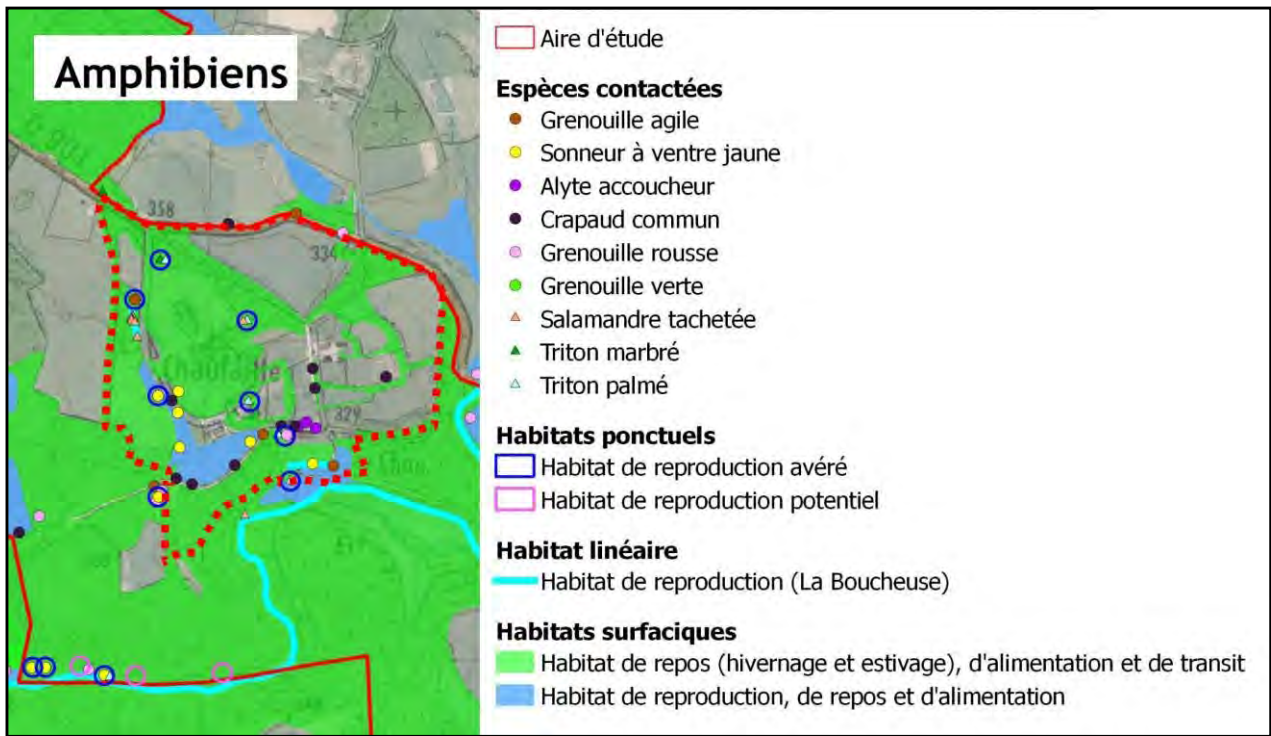 Amphibiens
358
334
Chaufaille
329
Chau
Aire d'étude
Espèces contactées
Grenouille agile
Sonneur à ventre jaune
Alyte accoucheur
Crapaud commun
Grenouille rousse
Grenouille verte
Salamandre tachetée
Triton marbré
Triton palmé
Habitats ponctuels
Habitat de reproduction avéré
Habitat de reproduction potentiel
Habitat linéaire
Habitat de reproduction (La Boucheuse)
Habitats surfaciques
Habitat de repos (hivernage et estivage), d'alimentation et de transit
Habitat de reproduction, de repos et d'alimentation